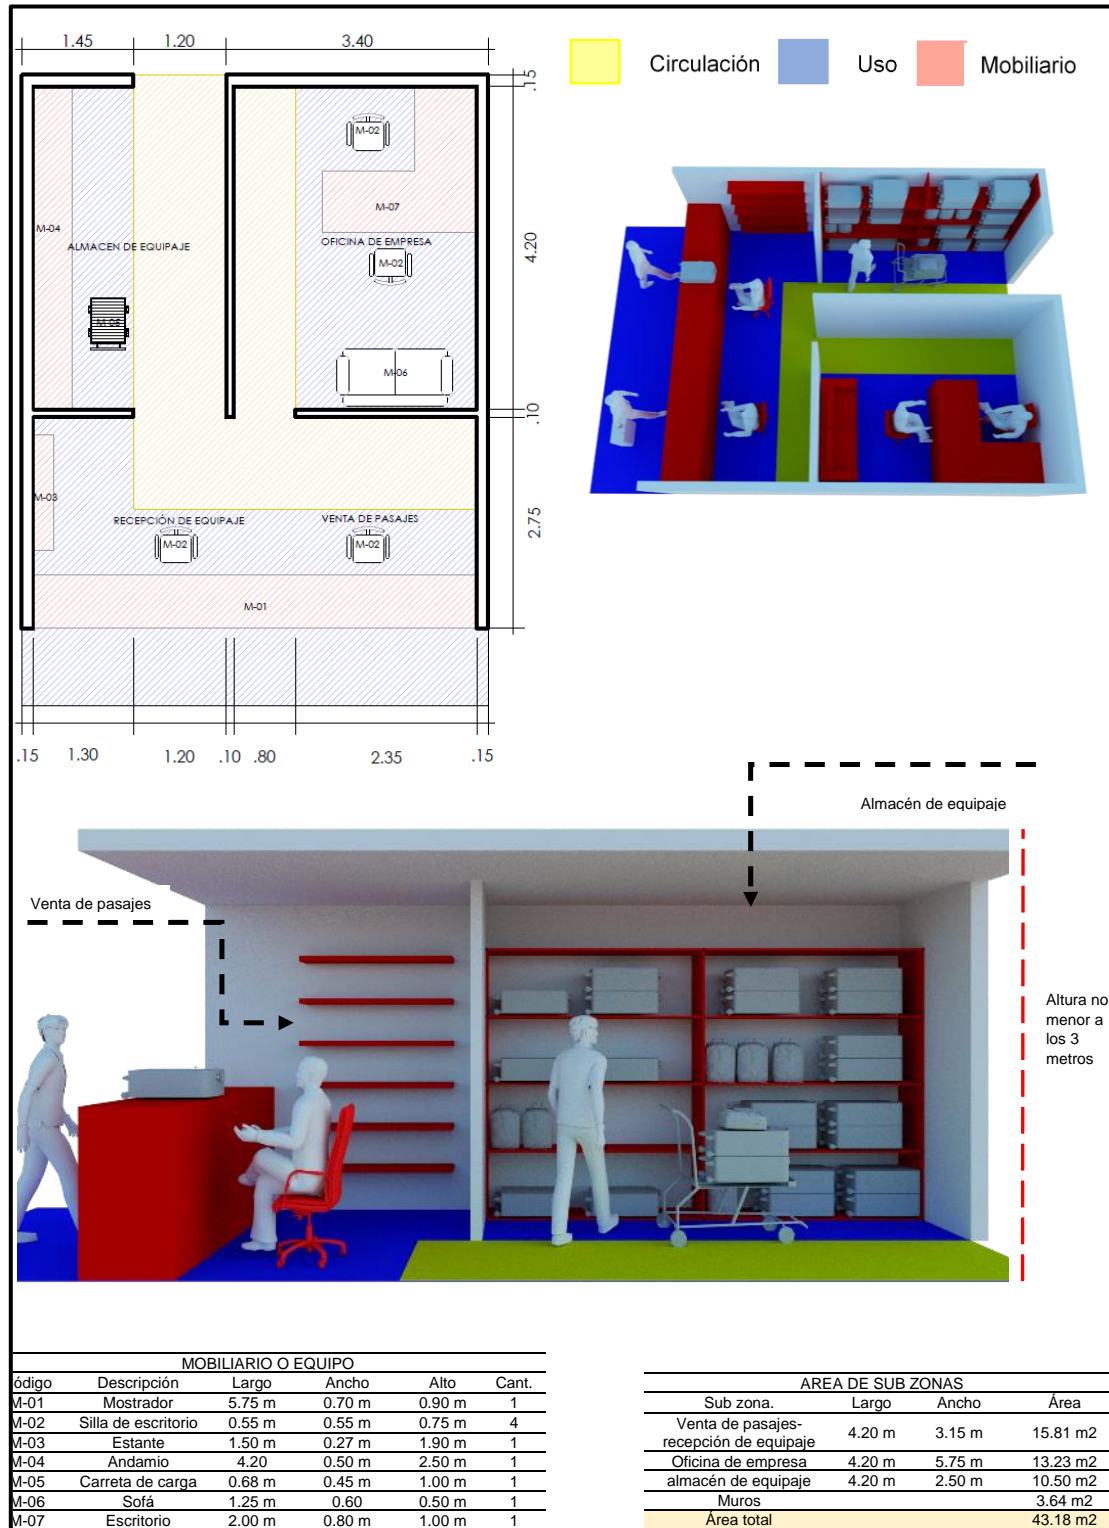 1.45 1.20 3.40
Circulación Uso Mobiliario
.15
M-02
M-07
M-04
ALMACEN DE EQUIPAJE
OFICINA DE EMPRESA
4.20
M-02
M-05
M-06
.10
M-03
RECEPCIÓN DE EQUIPAJE
VENTA DE PASAJES
2.75
M-02
M-02
M-01
.15 1.30 1.20 .10 .80 2.35 .15
Almacén de equipaje
Venta de pasajes
Altura no
menor a
los 3
metros
MOBILIARIO O EQUIPO
ódigo Descripción Largo Ancho Alto Cant.
M-01 Mostrador 5.75 m 0.70 m 0.90 m 1
M-02 Silla de escritorio 0.55 m 0.55 m 0.75 m 4
M-03 Estante 1.50 m 0.27 m 1.90 m 1
M-04 Andamio 4.20 0.50 m 2.50 m 1
M-05 Carreta de carga 0.68 m 0.45 m 1.00 m 1
M-06 Sofá 1.25 m 0.60 0.50 m 1
M-07 Escritorio 2.00 m 0.80 m 1.00 m 1
AREA DE SUB ZONAS
Sub zona. Largo Ancho Área
Venta de pasajes-
recepción de equipaje 4.20 m 3.15 m 15.81 m2
Oficina de empresa 4.20 m 5.75 m 13.23 m2
almacén de equipaje 4.20 m 2.50 m 10.50 m2
Muros 3.64 m2
Área total 43.18 m2